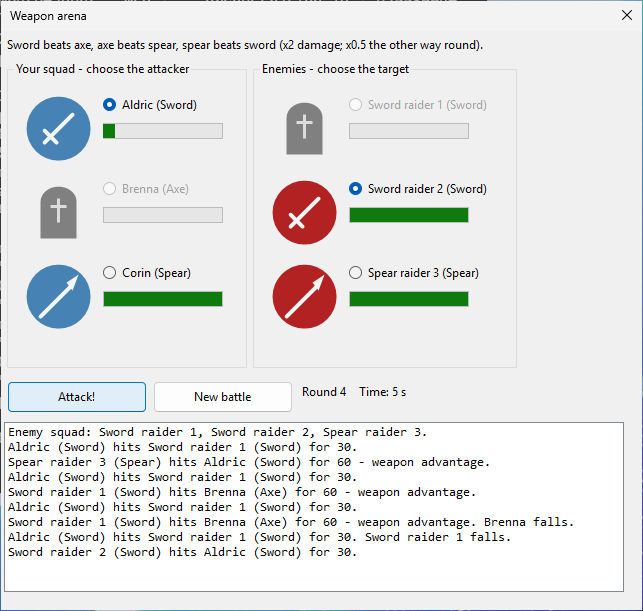 Weapon arena
Sword beats axe, axe beats spear, spear beats sword (x2 damage; x0.5 the other way round).
Your squad - choose the attacker
Aldric (Sword)
Brenna (Axe)
Corin (Spear)
Enemies - choose the target
Sword raider 1 (Sword)
Sword raider 2 (Sword)
Spear raider 3 (Spear)
Attack!
New battle
Round 4
Time: 5 s
Enemy squad: Sword raider 1, Sword raider 2, Spear raider 3.
Aldric (Sword) hits Sword raider 1 (Sword) for 30.
Spear raider 3 (Spear) hits Aldric (Sword) for 60 - weapon advantage.
Aldric (Sword) hits Sword raider 1 (Sword) for 30.
Sword raider 1 (Sword) hits Brenna (Axe) for 60 - weapon advantage.
Aldric (Sword) hits Sword raider 1 (Sword) for 30.
Sword raider 1 (Sword) hits Brenna (Axe) for 60 - weapon advantage. Brenna falls.
Aldric (Sword) hits Sword raider 1 (Sword) for 30. Sword raider 1 falls.
Sword raider 2 (Sword) hits Aldric (Sword) for 30.